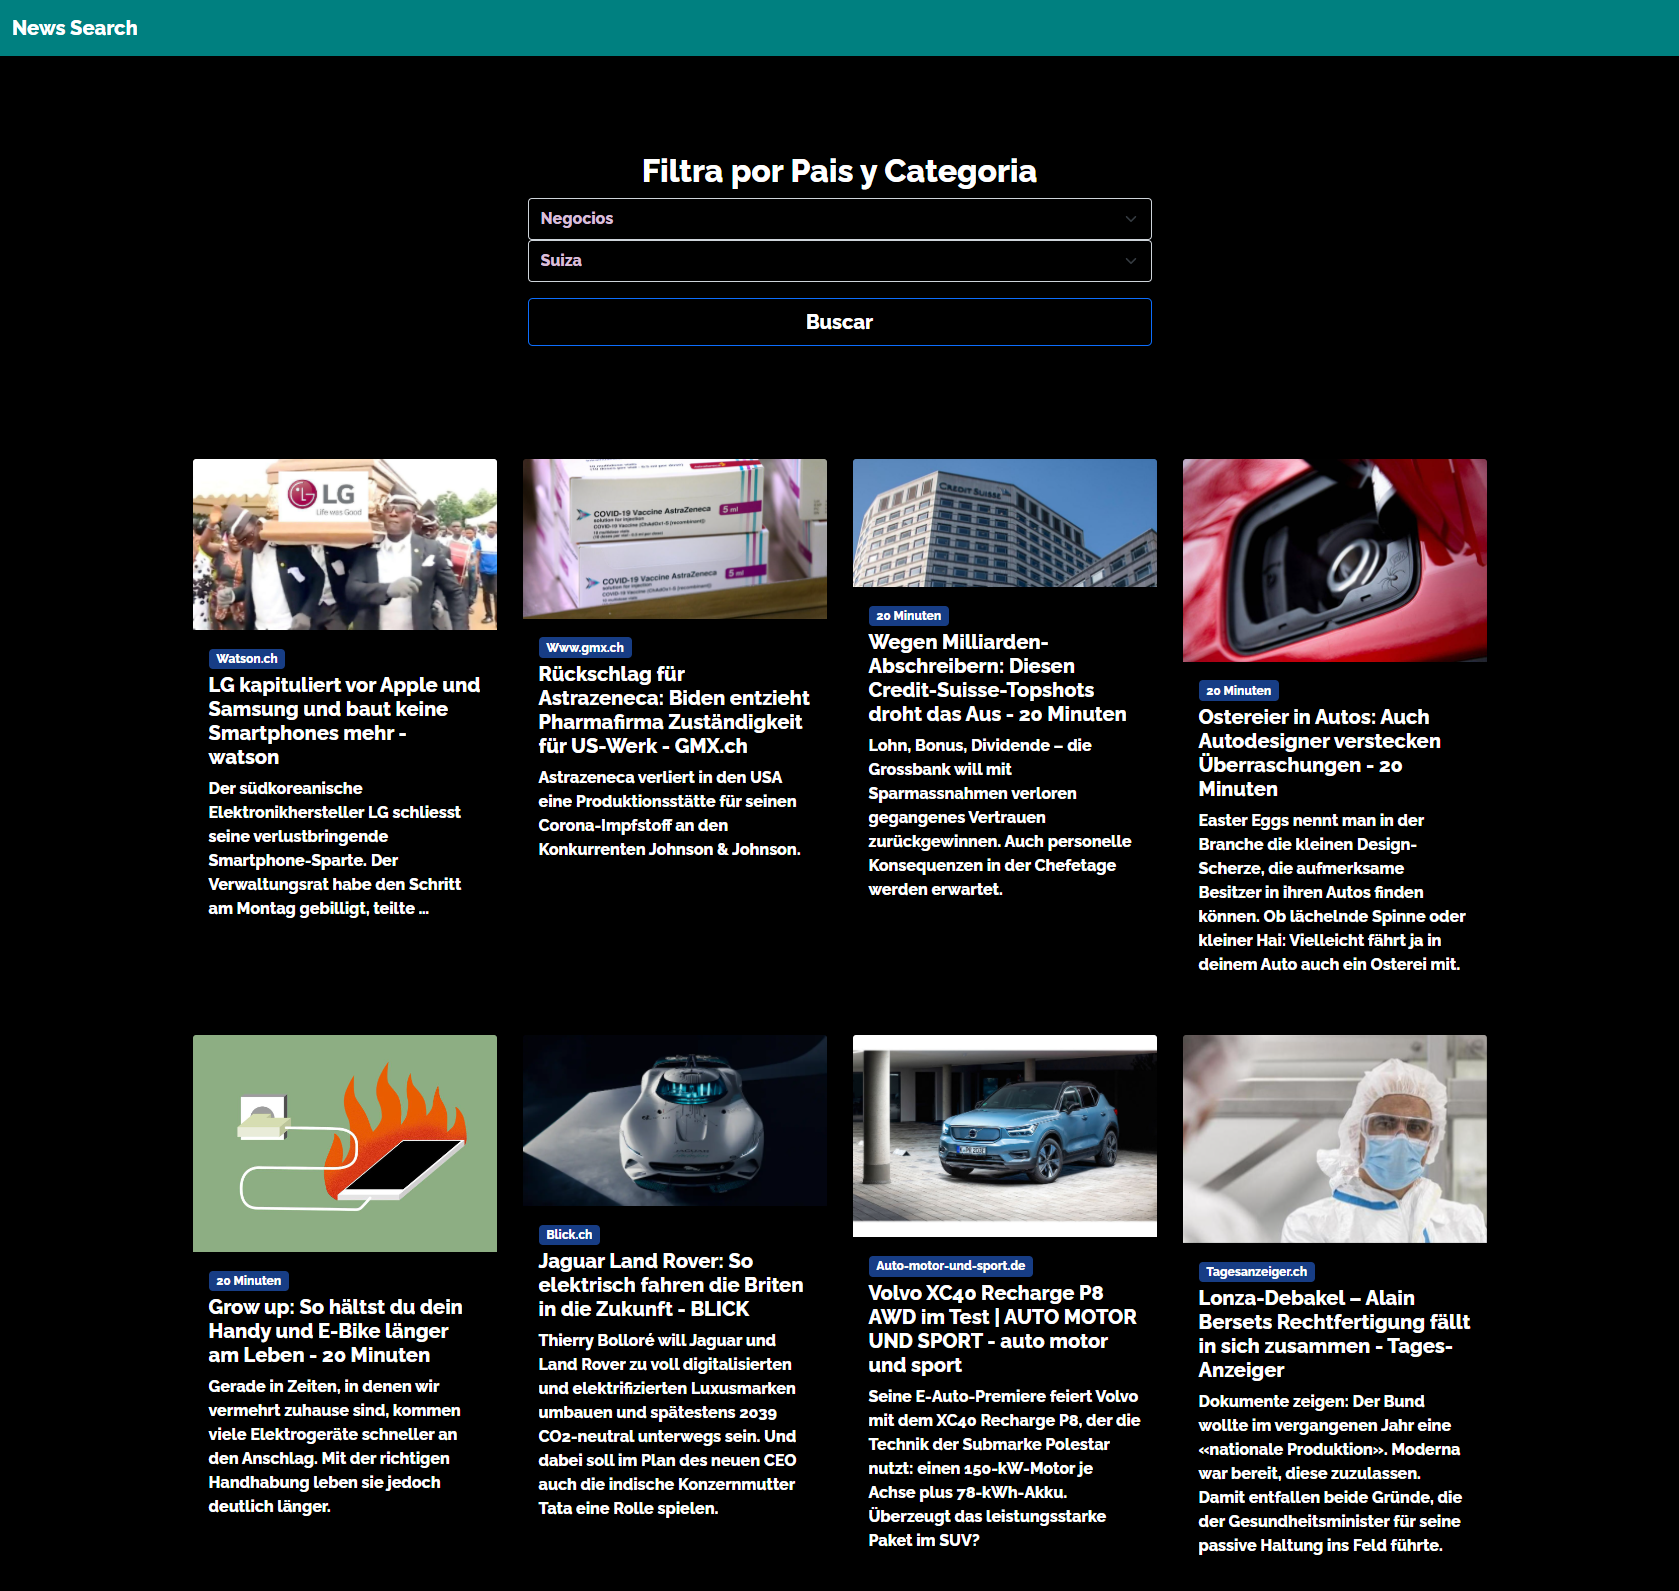 News Search
Filtra por Pais y Categoria
Negocios
Suiza
Buscar
LG
Life was Good
Watson.ch
LG kapituliert vor Apple und
Samsung und baut keine
Smartphones mehr -
watson
Der südkoreanische
Elektronikhersteller LG schliesst
seine verlustbringende
Smartphone-Sparte. Der
Verwaltungsrat habe den Schritt
am Montag gebilligt, teilte ...
COVID-19 Vaccine AstraZeneca
5 ml
solution for injection
COVID-19 Vaccine (ChAdOx1-S [recombinant])
COVID-19 Vaccine AstraZeneca
5 ml
Www.gmx.ch
Rückschlag für
Astrazeneca: Biden entzieht
Pharmafirma Zuständigkeit
für US-Werk - GMX.ch
Astrazeneca verliert in den USA
eine Produktionsstätte für seinen
Corona-Impfstoff an den
Konkurrenten Johnson & Johnson.
CREDIT SUISSE
20 Minuten
Wegen Milliarden-
Abschreibern: Diesen
Credit-Suisse-Topshots
droht das Aus - 20 Minuten
Lohn, Bonus, Dividende – die
Grossbank will mit
Sparmassnahmen verloren
gegangenes Vertrauen
zurückgewinnen. Auch personelle
Konsequenzen in der Chefetage
werden erwartet.
20 Minuten
Ostereier in Autos: Auch
Autodesigner verstecken
Überraschungen - 20
Minuten
Easter Eggs nennt man in der
Branche die kleinen Design-
Scherze, die aufmerksame
Besitzer in ihren Autos finden
können. Ob lächelnde Spinne oder
kleiner Hai: Vielleicht fährt ja in
deinem Auto auch ein Osterei mit.
20 Minuten
Grow up: So hältst du dein
Handy und E-Bike länger
am Leben - 20 Minuten
Gerade in Zeiten, in denen wir
vermehrt zuhause sind, kommen
viele Elektrogeräte schneller an
den Anschlag. Mit der richtigen
Handhabung leben sie jedoch
deutlich länger.
Blick.ch
Jaguar Land Rover: So
elektrisch fahren die Briten
in die Zukunft - BLICK
Thierry Bolloré will Jaguar und
Land Rover zu voll digitalisierten
und elektrifizierten Luxusmarken
umbauen und spätestens 2039
CO2-neutral unterwegs sein. Und
dabei soll im Plan des neuen CEO
auch die indische Konzernmutter
Tata eine Rolle spielen.
Auto-motor-und-sport.de
Volvo XC40 Recharge P8
AWD im Test | AUTO MOTOR
UND SPORT - auto motor
und sport
Seine E-Auto-Premiere feiert Volvo
mit dem XC40 Recharge P8, der die
Technik der Submarke Polestar
nutzt: einen 150-kW-Motor je
Achse plus 78-kWh-Akku.
Überzeugt das leistungsstarke
Paket im SUV?
Tagesanzeiger.ch
Lonza-Debakel – Alain
Bersets Rechtfertigung fällt
in sich zusammen - Tages-
Anzeiger
Dokumente zeigen: Der Bund
wollte im vergangenen Jahr eine
«nationale Produktion». Moderna
war bereit, diese zuzulassen.
Damit entfallen beide Gründe, die
der Gesundheitsminister für seine
passive Haltung ins Feld führte.